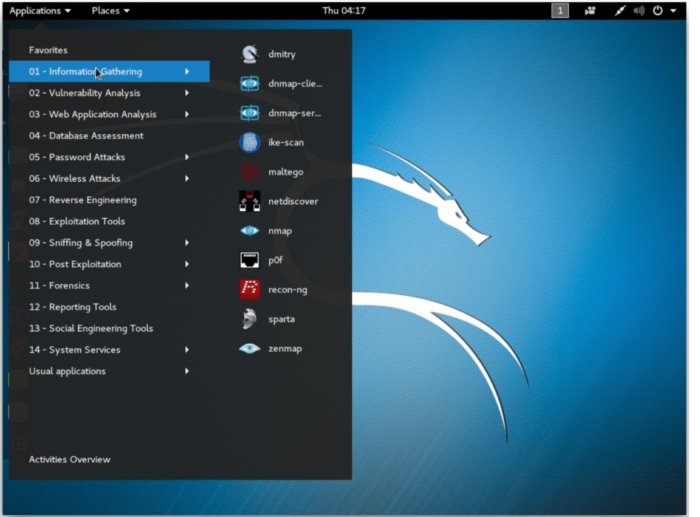 Applications Places Thu 04:17 1
Favorites
01 - Information Gathering
02 - Vulnerability Analysis
03 - Web Application Analysis
04 - Database Assessment
05 - Password Attacks
06 - Wireless Attacks
07 - Reverse Engineering
08 - Exploitation Tools
09 - Sniffing & Spoofing
10 - Post Exploitation
11 - Forensics
12 - Reporting Tools
13 - Social Engineering Tools
14 - System Services
Usual applications
Activities Overview
dmitry
dnmap-clie...
dnmap-ser...
ike-scan
maltego
netdiscover
nmap
p0f
recon-ng
sparta
zenmap